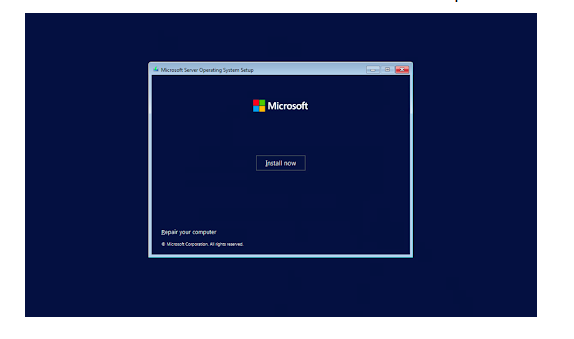 Microsoft Server Operating System Setup
Microsoft
Install now
Repair your computer
© Microsoft Corporation. All rights reserved.